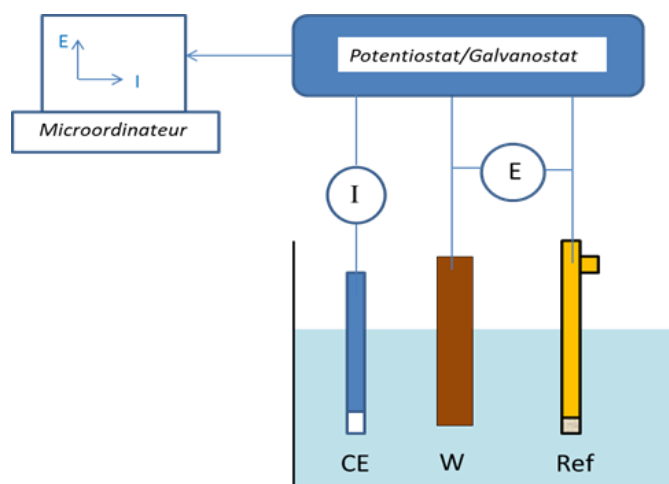 E
I
Potentiostat/Galvanostat
Microordinateur
I
E
CE
W
Ref